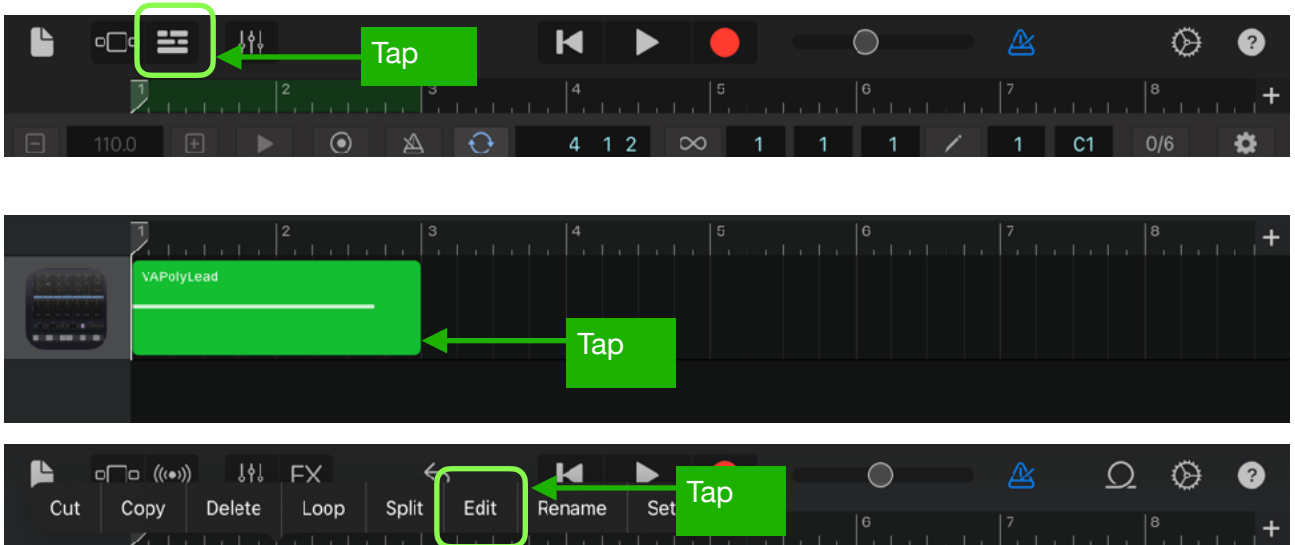 Tap
1 2 3 4 5 6 7 8 +
110.0 4 1 2 1 1 1 1 C1 0/6
1 2 3 4 5 6 7 8 +
VAPolyLead
Tap
FX
Tap
Cut Copy Delete Loop Split Edit Rename Set
6 7 8 +